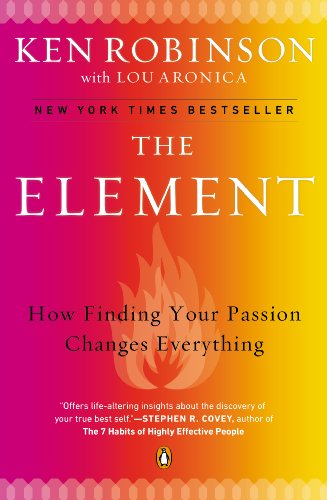 KEN ROBINSON
with LOU ARONICA
NEW YORK TIMES BESTSELLER
THE
ELEMENT
How Finding Your Passion
Changes Everything
"Offers life-altering insights about the discovery of
your true best self."—STEPHEN R. COVEY, author of
The 7 Habits of Highly Effective People